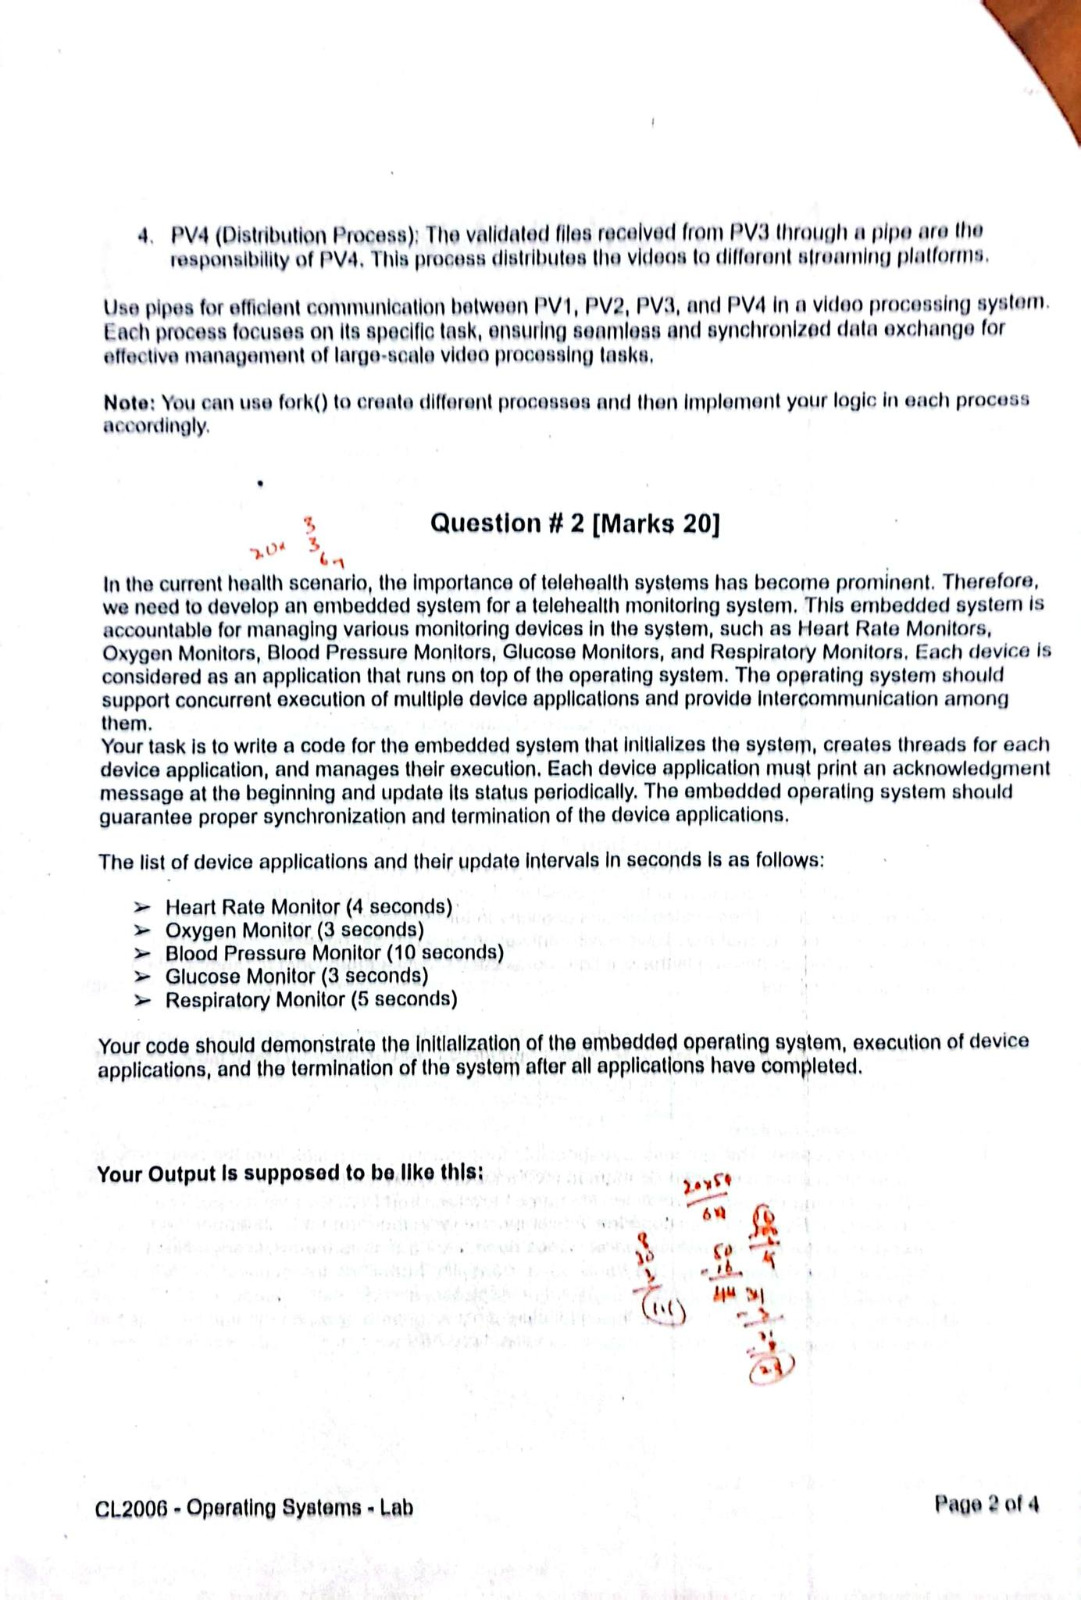 4. PV4 (Distribution Process): The validated files received from PV3 through a pipe are the
responsibility of PV4. This process distributes the videos to different streaming platforms.
Use pipes for efficient communication between PV1, PV2, PV3, and PV4 in a video processing system.
Each process focuses on its specific task, ensuring seamless and synchronized data exchange for
effective management of large-scale video processing tasks.
Note: You can use fork() to create different processes and then implement your logic in each process
accordingly.
Question # 2 [Marks 20]
3
20x 3
In the current health scenario, the importance of telehealth systems has become prominent. Therefore,
we need to develop an embedded system for a telehealth monitoring system. This embedded system is
accountable for managing various monitoring devices in the system, such as Heart Rate Monitors,
Oxygen Monitors, Blood Pressure Monitors, Glucose Monitors, and Respiratory Monitors. Each device is
considered as an application that runs on top of the operating system. The operating system should
support concurrent execution of multiple device applications and provide intercommunication among
them.
Your task is to write a code for the embedded system that initializes the system, creates threads for each
device application, and manages their execution. Each device application must print an acknowledgment
message at the beginning and update its status periodically. The embedded operating system should
guarantee proper synchronization and termination of the device applications.
The list of device applications and their update intervals in seconds is as follows:
➢ Heart Rate Monitor (4 seconds)
➢ Oxygen Monitor (3 seconds)
➢ Blood Pressure Monitor (10 seconds)
➢ Glucose Monitor (3 seconds)
➢ Respiratory Monitor (5 seconds)
Your code should demonstrate the initialization of the embedded operating system, execution of device
applications, and the termination of the system after all applications have completed.
Your Output is supposed to be like this:
CL2006 - Operating Systems - Lab
Page 2 of 4